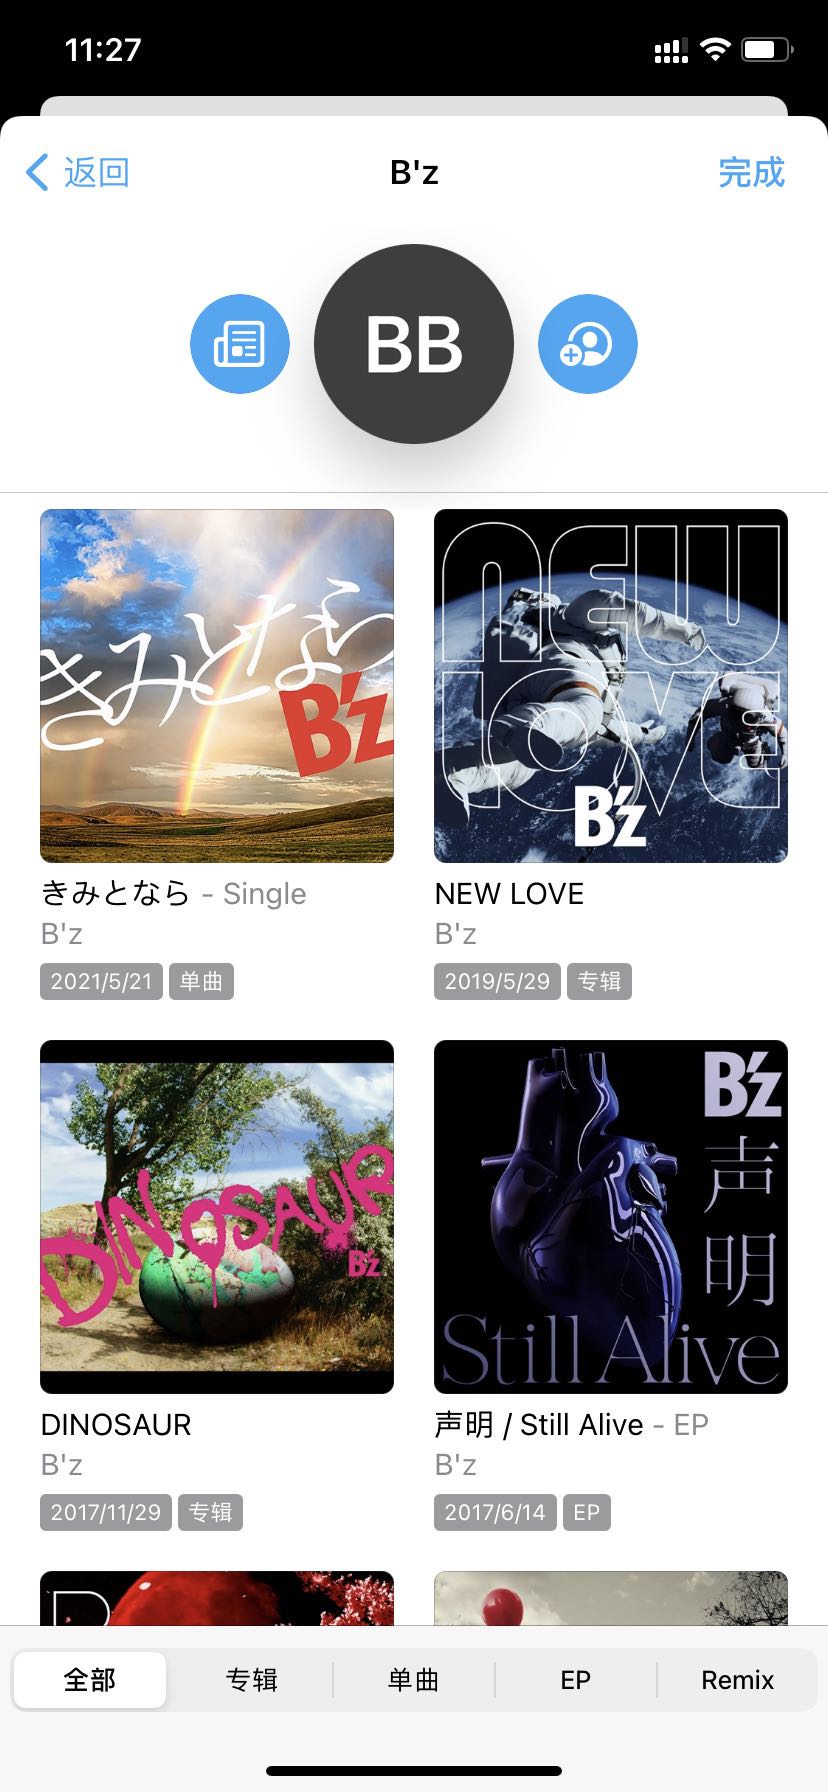 11:27
返回
B'z
完成
BB
きみとなら
B'z
NEW
LOVE
B'z
きみとなら - Single
B'z
2021/5/21 单曲
NEW LOVE
B'z
2019/5/29 专辑
DINOSAUR
B'z
B'z
声明
Still Alive
DINOSAUR
B'z
2017/11/29 专辑
声明 / Still Alive - EP
B'z
2017/6/14 EP
全部 专辑 单曲 EP Remix